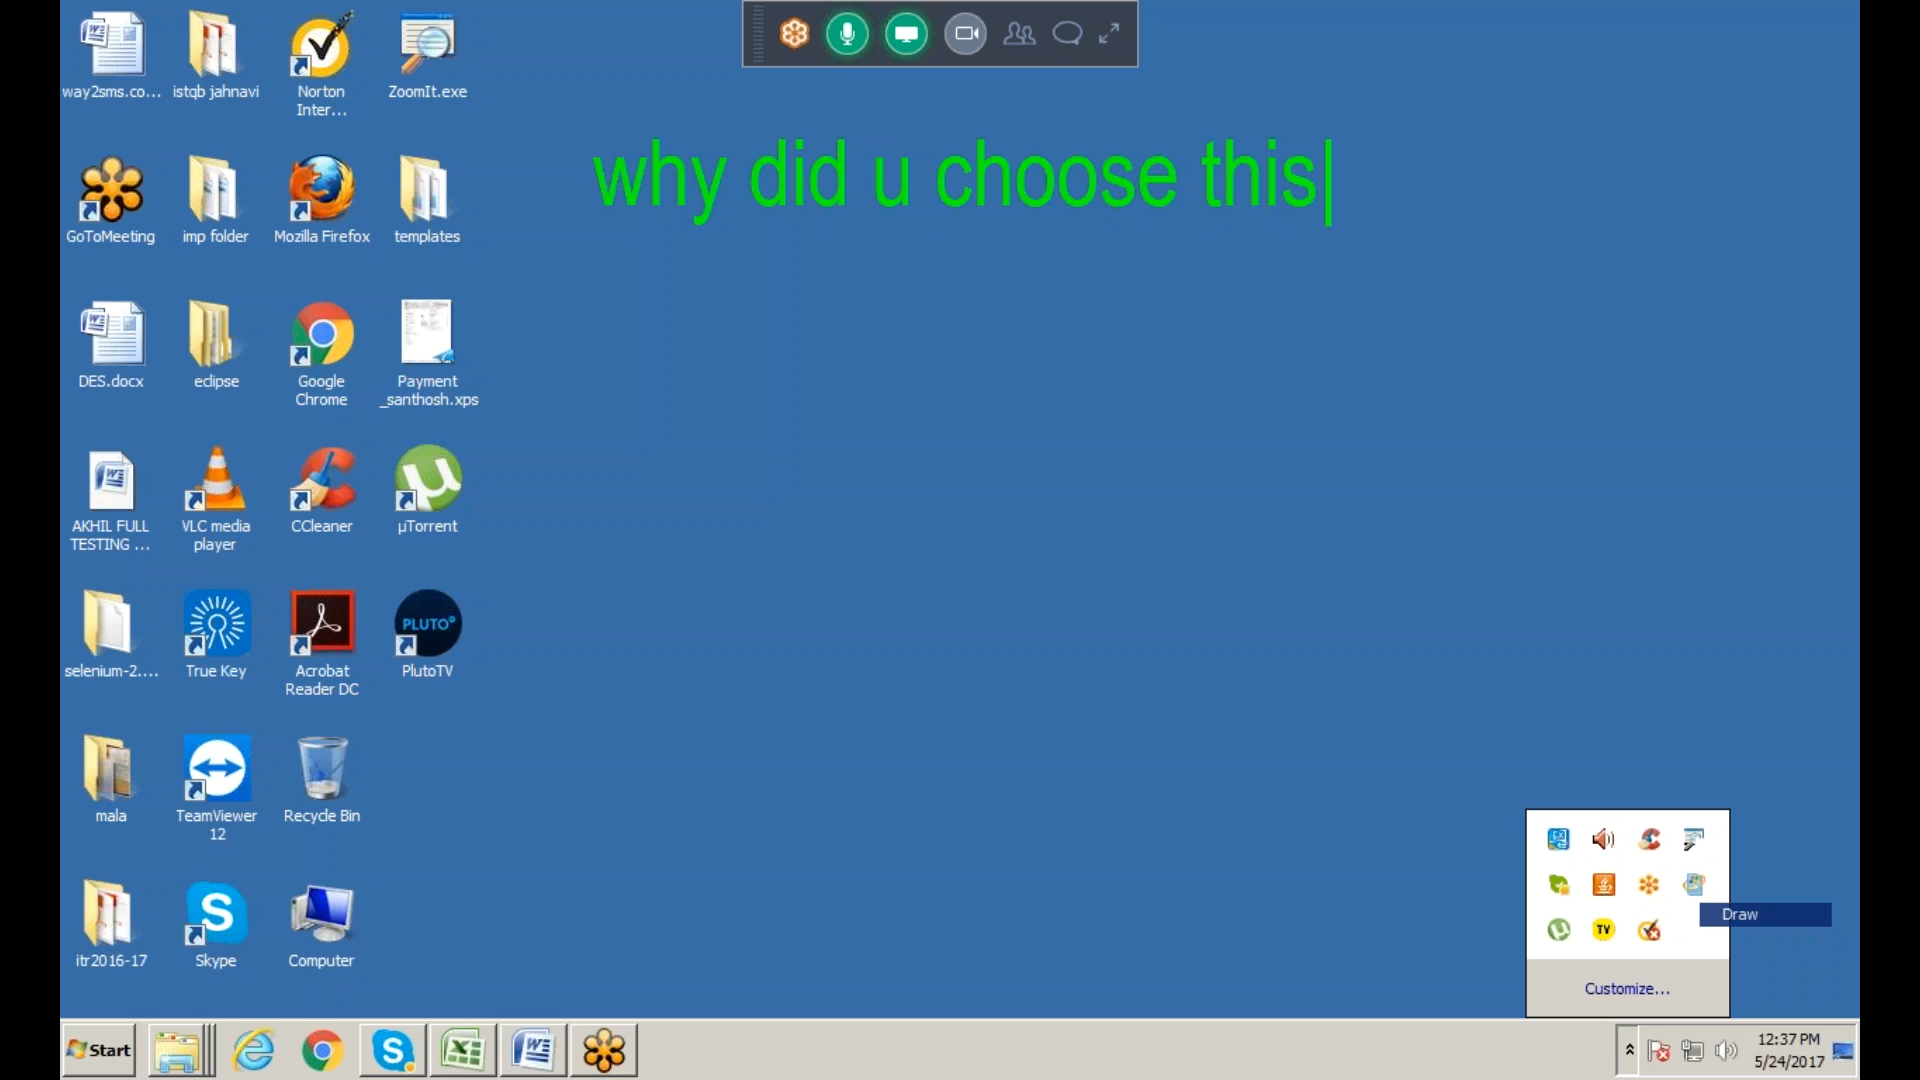 why did u choose this
way2sms.co...
istqb jahnavi
Norton
Inter...
ZoomIt.exe
GoToMeeting
imp folder
Mozilla Firefox
templates
DES.docx
eclipse
Google
Chrome
Payment
_santhosh.xps
AKHIL FULL
TESTING ...
VLC media
player
CCleaner
µTorrent
selenium-2....
True Key
Acrobat
Reader DC
PLUTO
PlutoTV
mala
TeamViewer
12
Recycle Bin
itr2016-17
Skype
Computer
TV
Draw
Customize...
Start
12:37 PM
5/24/2017